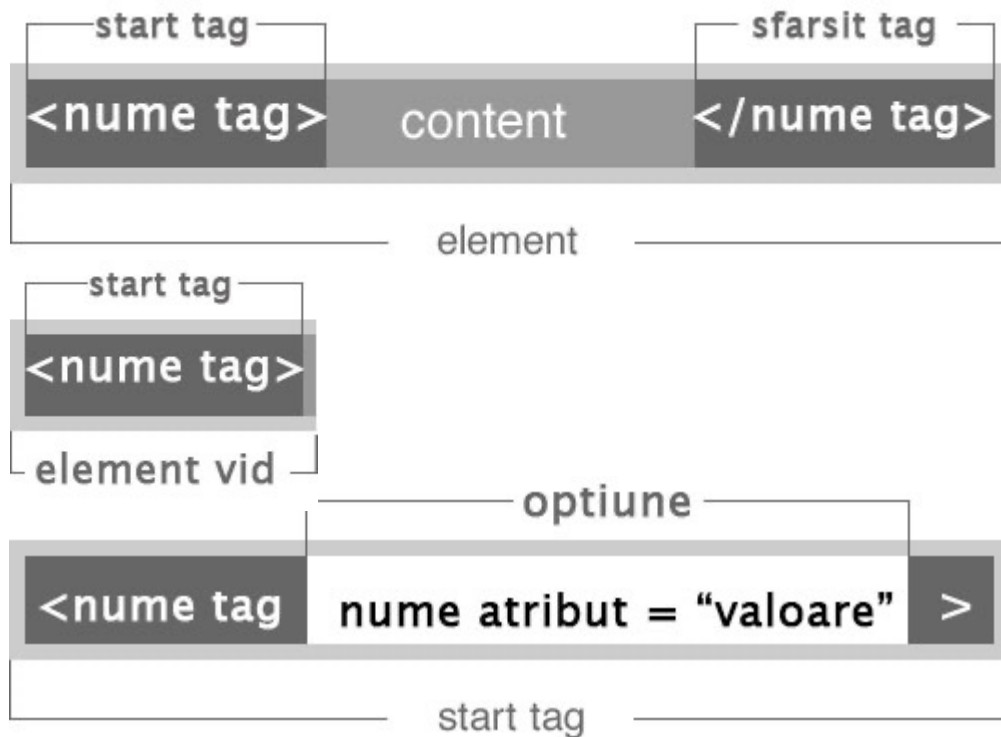 start tag sfarsit tag
<nume tag> content </nume tag>
element
start tag
<nume tag>
element vid
optiune
<nume tag nume atribut = “valoare” >
start tag